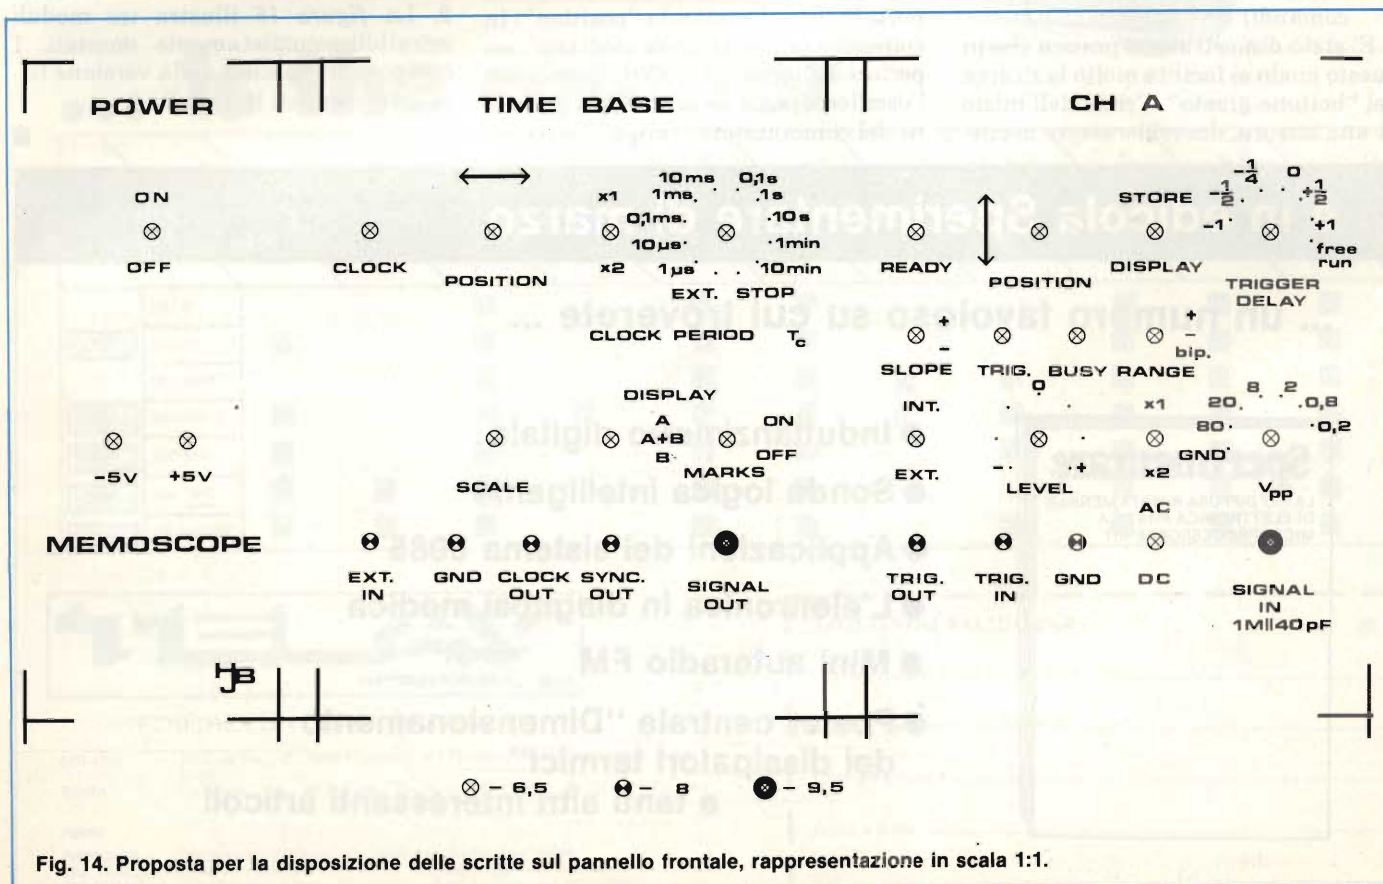 POWER
TIME BASE
CH A
ON
OFF
CLOCK
POSITION
x1
x2
10ms 0,1s
1ms. .1s
0,1ms. .10s
10µs .1min
1µs . . 10min
EXT. STOP
CLOCK PERIOD Tc
READY
POSITION
STORE
DISPLAY
-1/4 0
-1/2 +1/2
-1 +1
free
run
TRIGGER
DELAY
+
-
SLOPE
TRIG.
BUSY
RANGE
+
-
bip.
-5V
+5V
SCALE
DISPLAY
A
A+B
B
ON
OFF
MARKS
INT.
EXT.
0
- +
LEVEL
x1
x2
8 2
20. .0,8
80. .0,2
GND
Vpp
MEMOSCOPE
EXT.
IN
GND
CLOCK
OUT
SYNC.
OUT
SIGNAL
OUT
TRIG.
OUT
TRIG.
IN
GND
AC
DC
SIGNAL
IN
1M||40pF
HJB
- 6,5
- 8
- 9,5
Fig. 14. Proposta per la disposizione delle scritte sul pannello frontale, rappresentazione in scala 1:1.